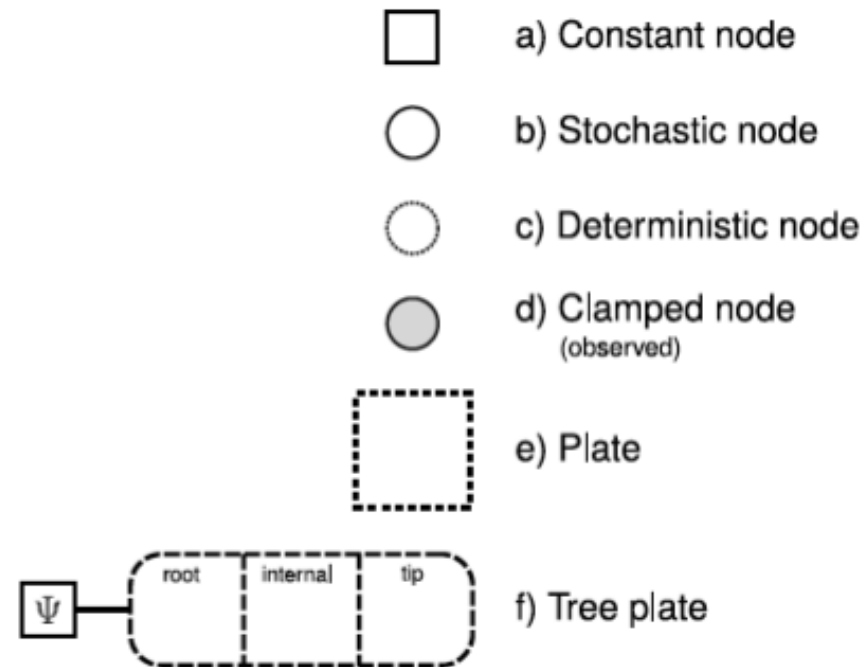 a) Constant node
b) Stochastic node
c) Deterministic node
d) Clamped node
(observed)
e) Plate
root internal tip
Ψ
f) Tree plate